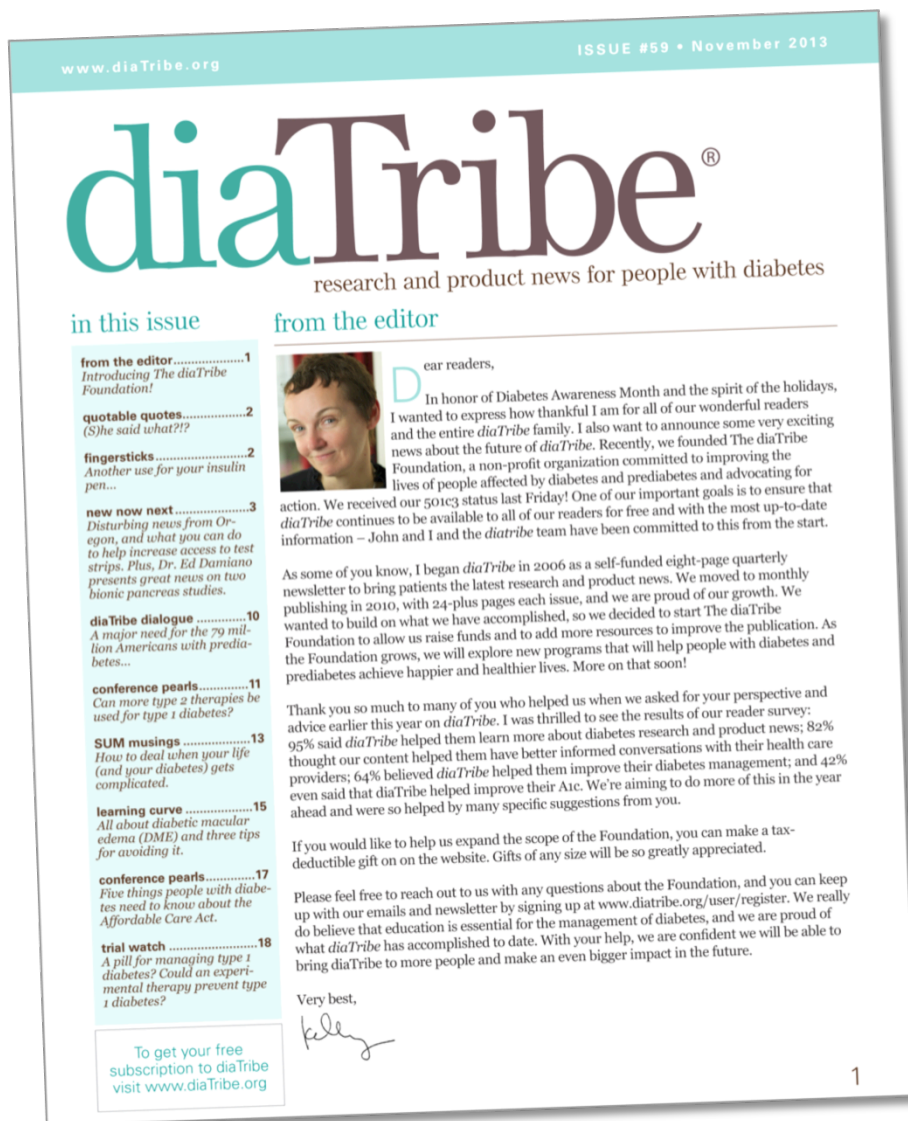 www.diaTribe.org
ISSUE #59 • November 2013
diaTribe®
research and product news for people with diabetes
in this issue
from the editor....................1
Introducing The diaTribe
Foundation!
quotable quotes..................2
(S)he said what?!?
fingersticks..........................2
Another use for your insulin
pen...
new now next.....................3
Disturbing news from Or-
egon, and what you can do
to help increase access to test
strips. Plus, Dr. Ed Damiano
presents great news on two
bionic pancreas studies.
diaTribe dialogue ..............10
A major need for the 79 mil-
lion Americans with predia-
betes...
conference pearls..............11
Can more type 2 therapies be
used for type 1 diabetes?
SUM musings ...................13
How to deal when your life
(and your diabetes) gets
complicated.
learning curve ...................15
All about diabetic macular
edema (DME) and three tips
for avoiding it.
conference pearls..............17
Five things people with diabe-
tes need to know about the
Affordable Care Act.
trial watch .........................18
A pill for managing type 1
diabetes? Could an experi-
mental therapy prevent type
1 diabetes?
To get your free
subscription to diaTribe
visit www.diaTribe.org
from the editor
Dear readers,
In honor of Diabetes Awareness Month and the spirit of the holidays,
I wanted to express how thankful I am for all of our wonderful readers
and the entire diaTribe family. I also want to announce some very exciting
news about the future of diaTribe. Recently, we founded The diaTribe
Foundation, a non-profit organization committed to improving the
lives of people affected by diabetes and prediabetes and advocating for
action. We received our 501c3 status last Friday! One of our important goals is to ensure that
diaTribe continues to be available to all of our readers for free and with the most up-to-date
information – John and I and the diatribe team have been committed to this from the start.
As some of you know, I began diaTribe in 2006 as a self-funded eight-page quarterly
newsletter to bring patients the latest research and product news. We moved to monthly
publishing in 2010, with 24-plus pages each issue, and we are proud of our growth. We
wanted to build on what we have accomplished, so we decided to start The diaTribe
Foundation to allow us raise funds and to add more resources to improve the publication. As
the Foundation grows, we will explore new programs that will help people with diabetes and
prediabetes achieve happier and healthier lives. More on that soon!
Thank you so much to many of you who helped us when we asked for your perspective and
advice earlier this year on diaTribe. I was thrilled to see the results of our reader survey:
95% said diaTribe helped them learn more about diabetes research and product news; 82%
thought our content helped them have better informed conversations with their health care
providers; 64% believed diaTribe helped them improve their diabetes management; and 42%
even said that diaTribe helped improve their A1c. We're aiming to do more of this in the year
ahead and were so helped by many specific suggestions from you.
If you would like to help us expand the scope of the Foundation, you can make a tax-
deductible gift on on the website. Gifts of any size will be so greatly appreciated.
Please feel free to reach out to us with any questions about the Foundation, and you can keep
up with our emails and newsletter by signing up at www.diatribe.org/user/register. We really
do believe that education is essential for the management of diabetes, and we are proud of
what diaTribe has accomplished to date. With your help, we are confident we will be able to
bring diaTribe to more people and make an even bigger impact in the future.
Very best,
kelly
1